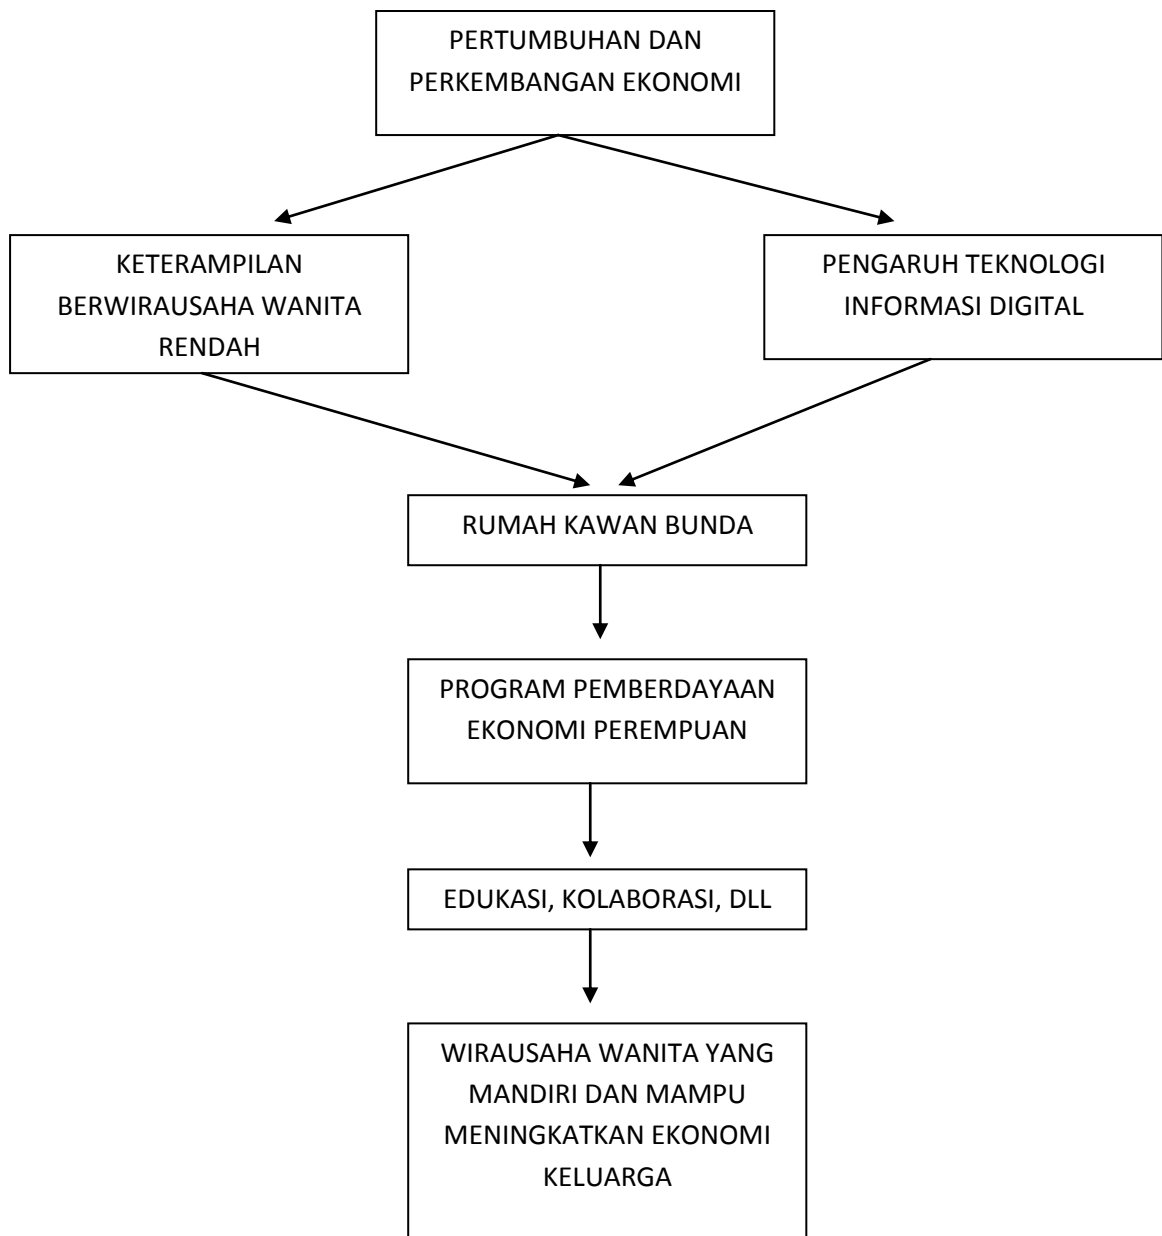 PERTUMBUHAN DAN
PERKEMBANGAN EKONOMI
KETERAMPILAN
BERWIRAUSAHA WANITA
RENDAH
PENGARUH TEKNOLOGI
INFORMASI DIGITAL
RUMAH KAWAN BUNDA
PROGRAM PEMBERDAYAAN
EKONOMI PEREMPUAN
EDUKASI, KOLABORASI, DLL
WIRAUSAHA WANITA YANG
MANDIRI DAN MAMPU
MENINGKATKAN EKONOMI
KELUARGA